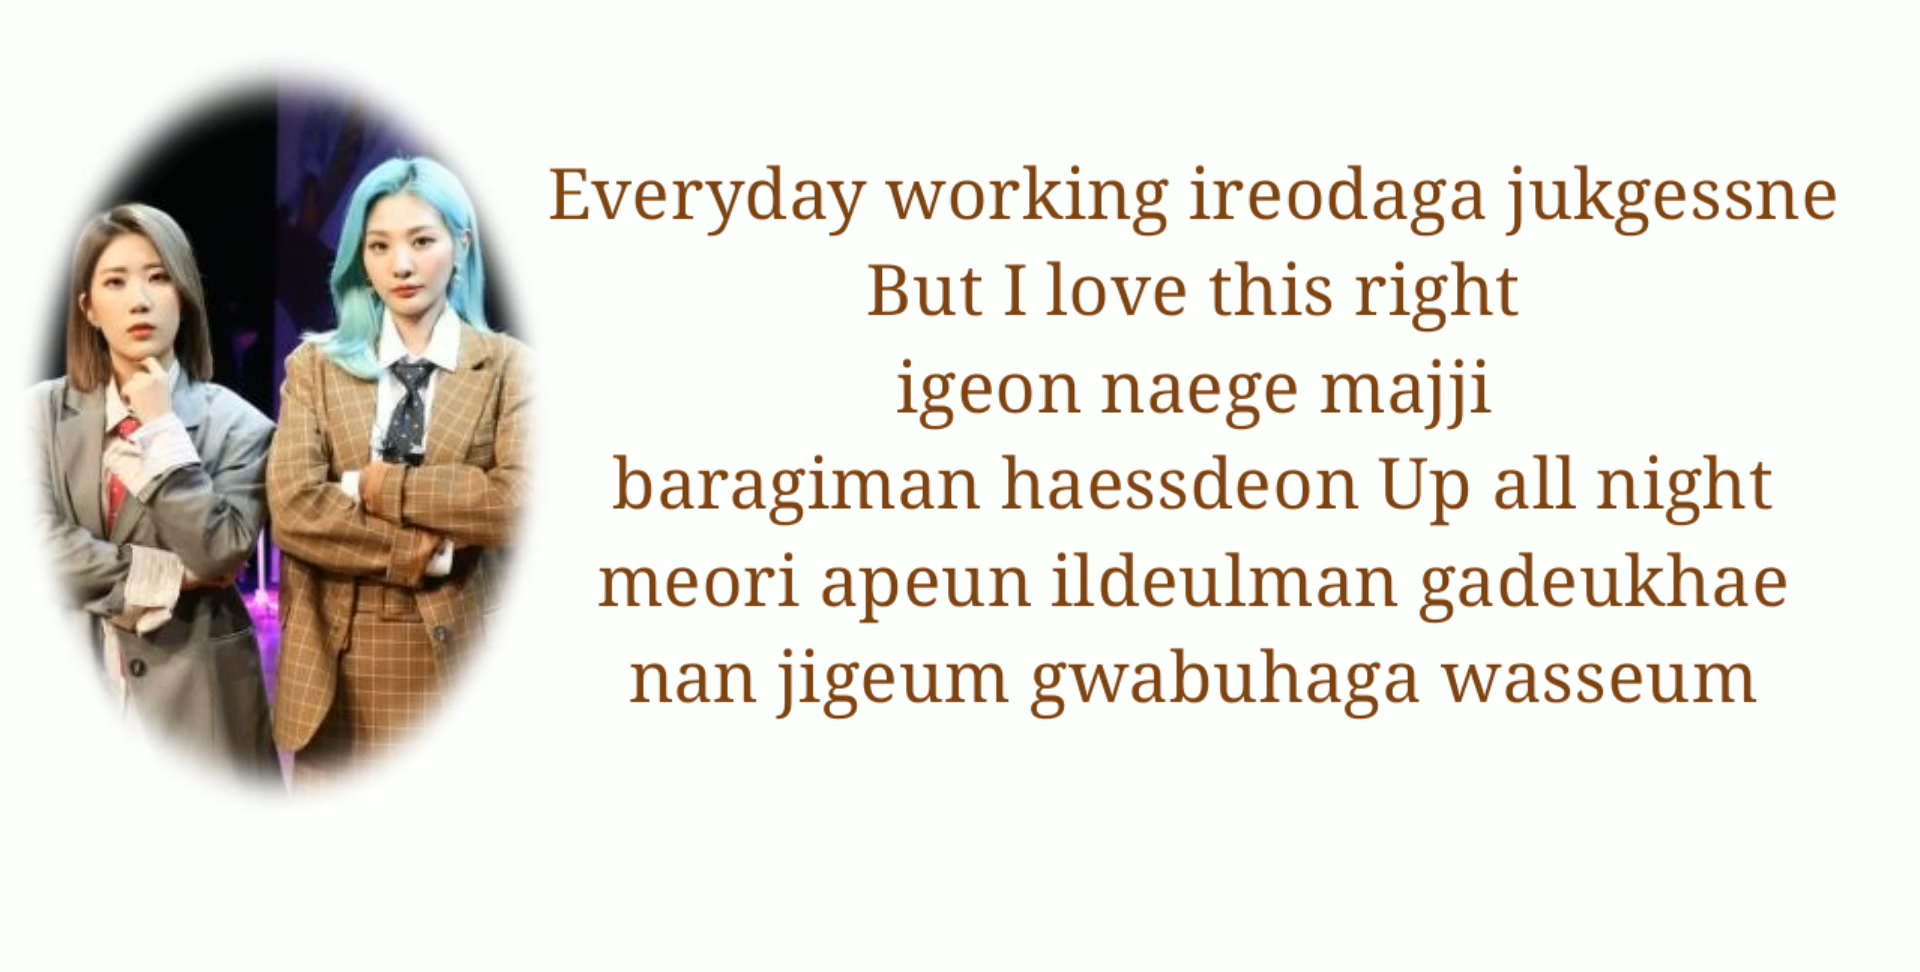 Everyday working ireodaga jukgessne
But I love this right
igeon naege majji
baragiman haessdeon Up all night
meori apeun ildeulman gadeukhae
nan jigeum gwabuhaga wasseum